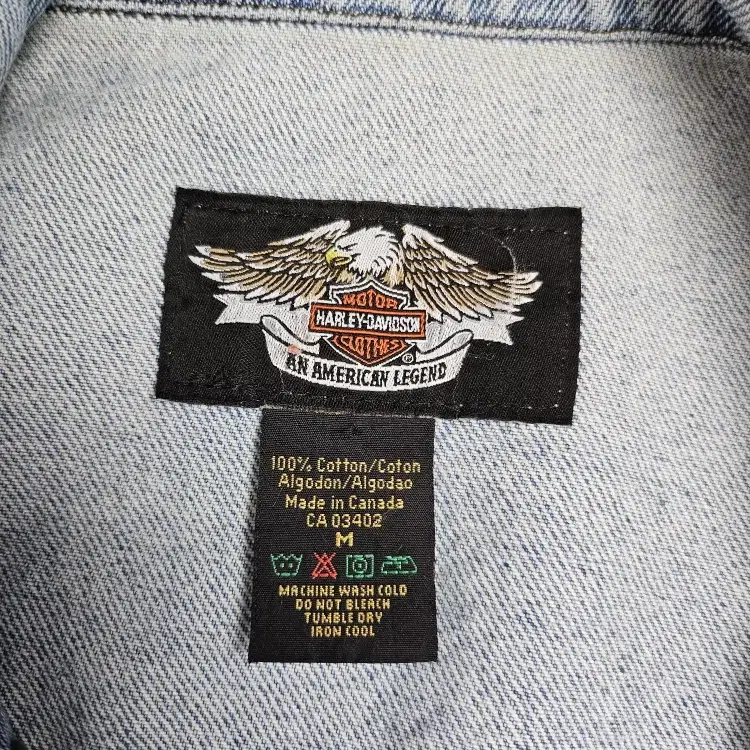 MOTOR
HARLEY-DAVIDSON
CLOTHES
®
AN AMERICAN LEGEND
100% Cotton/Coton
Algodon/Algodao
Made in Canada
CA 03402
M
MACHINE WASH COLD
DO NOT BLEACH
TUMBLE DRY
IRON COOL